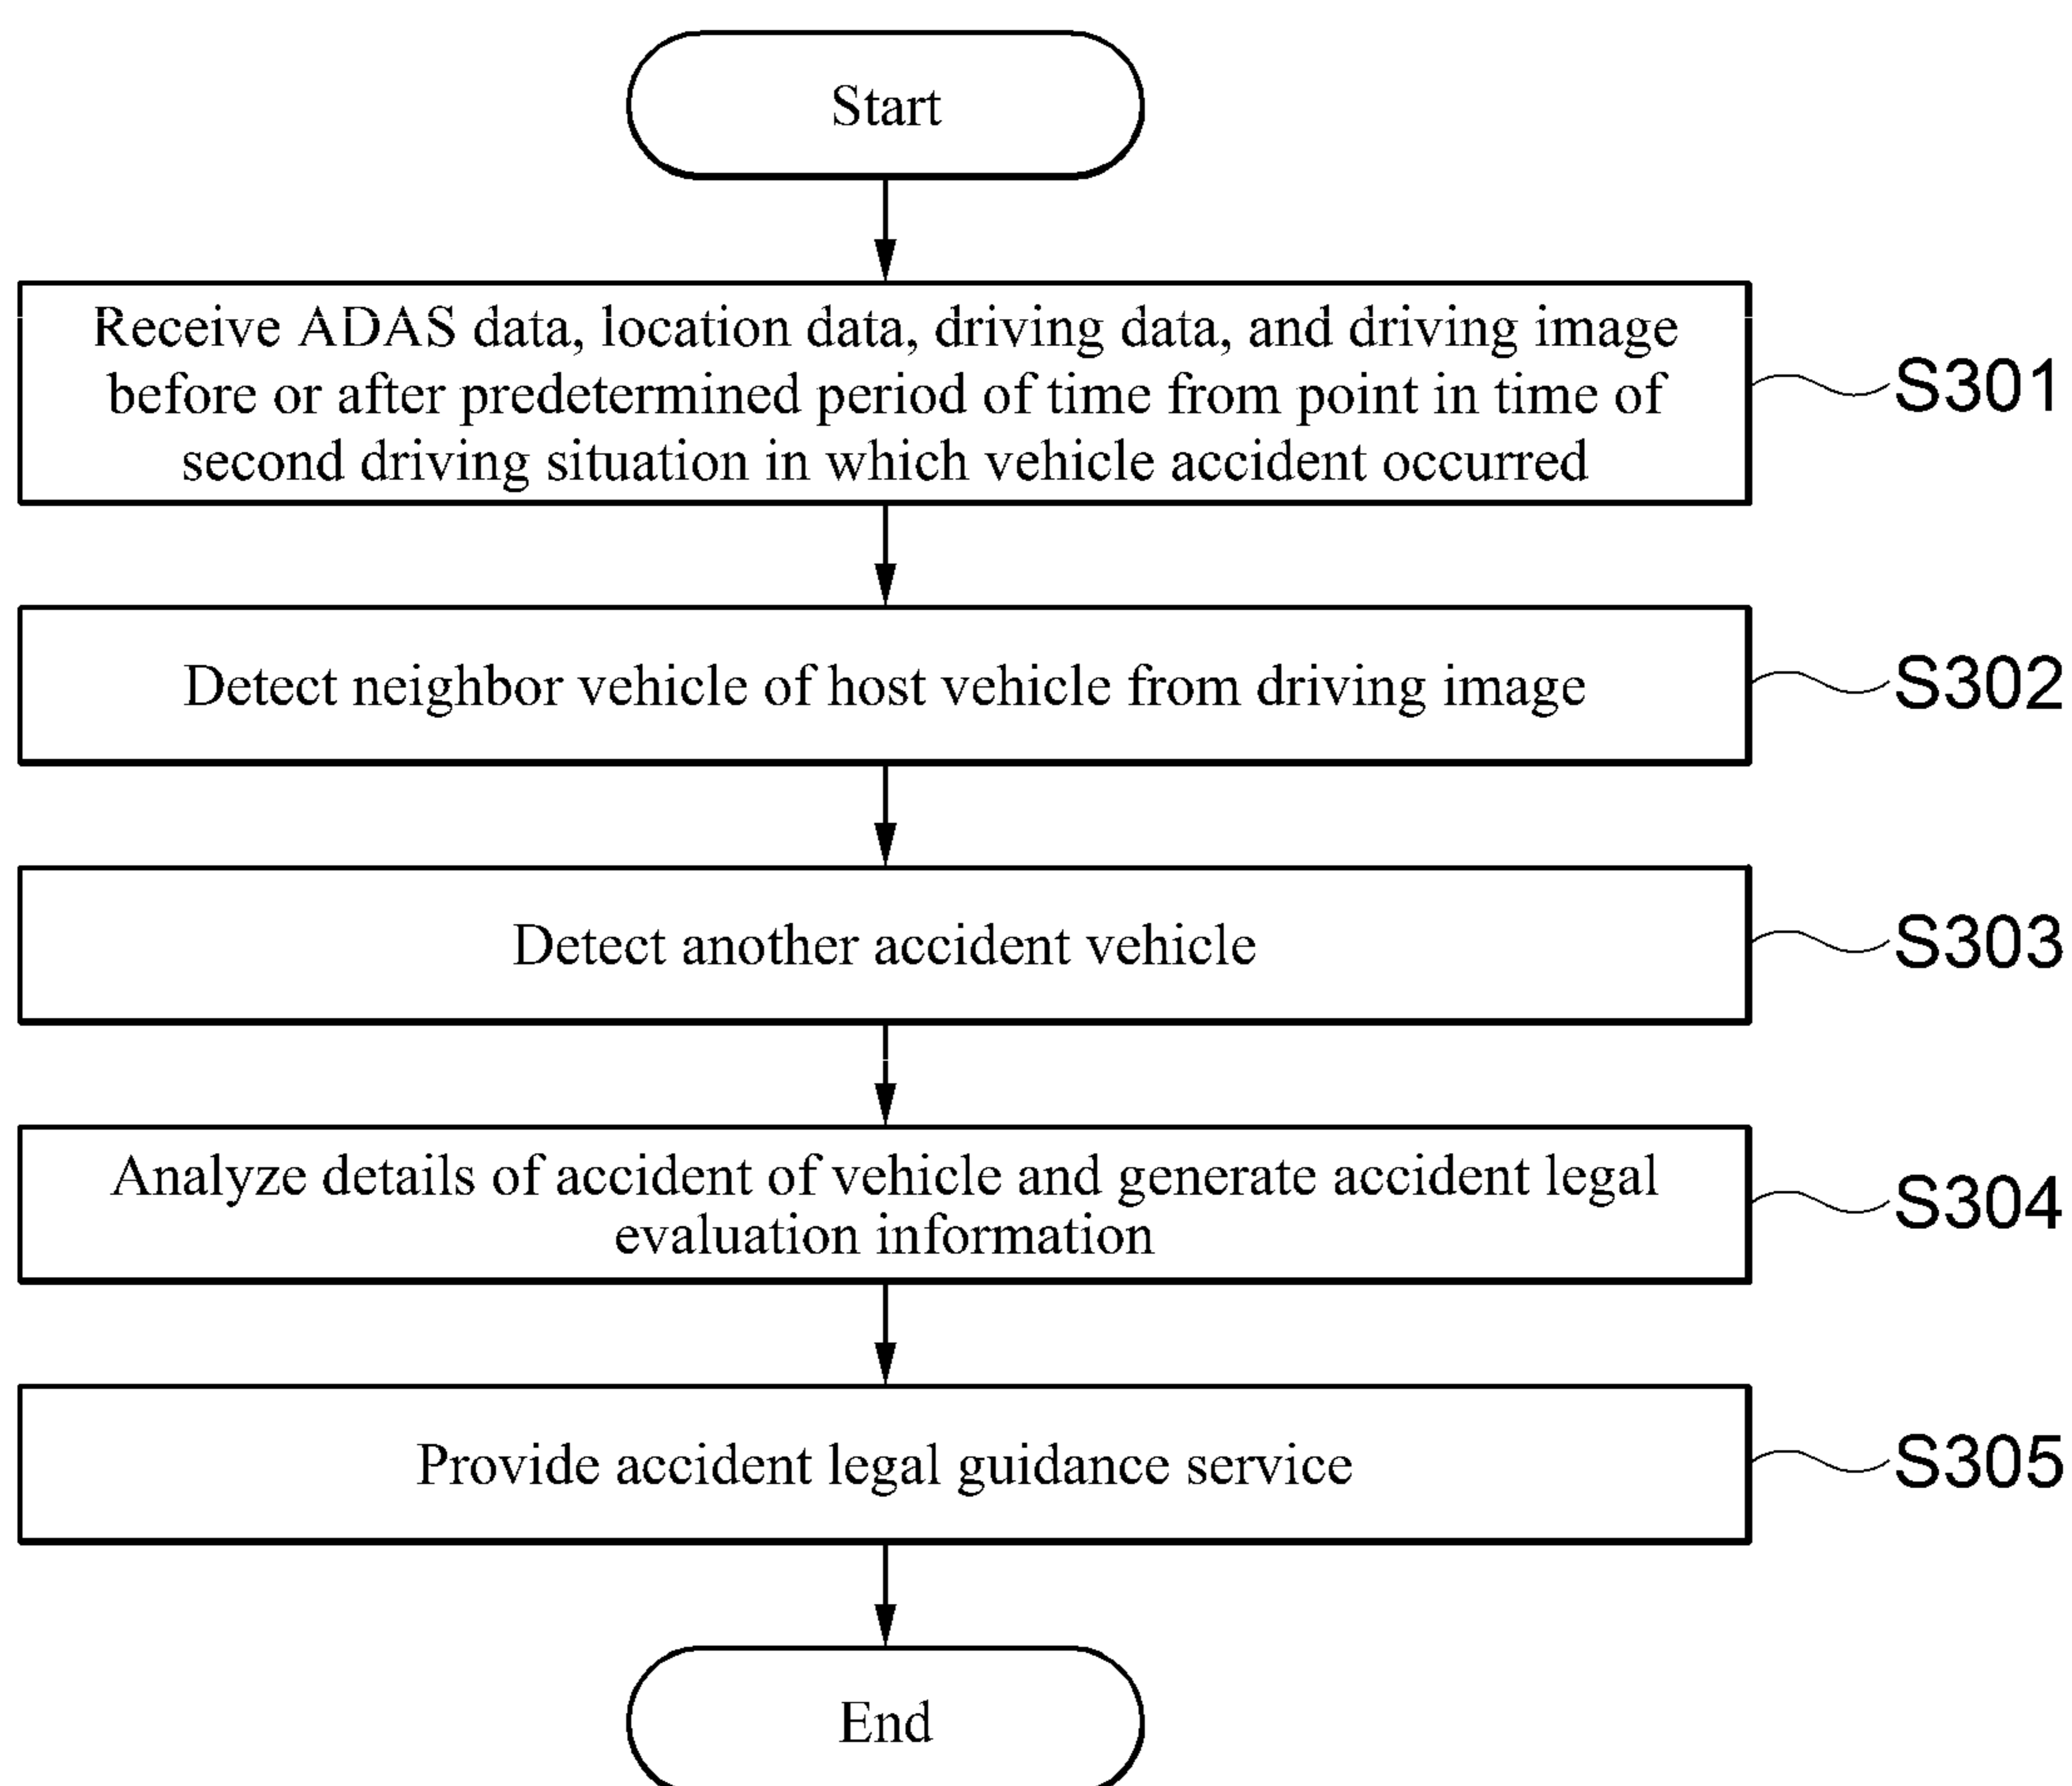 Start
Receive ADAS data, location data, driving data, and driving image
before or after predetermined period of time from point in time of
second driving situation in which vehicle accident occurred
S301
Detect neighbor vehicle of host vehicle from driving image
S302
Detect another accident vehicle
S303
Analyze details of accident of vehicle and generate accident legal
evaluation information
S304
Provide accident legal guidance service
S305
End